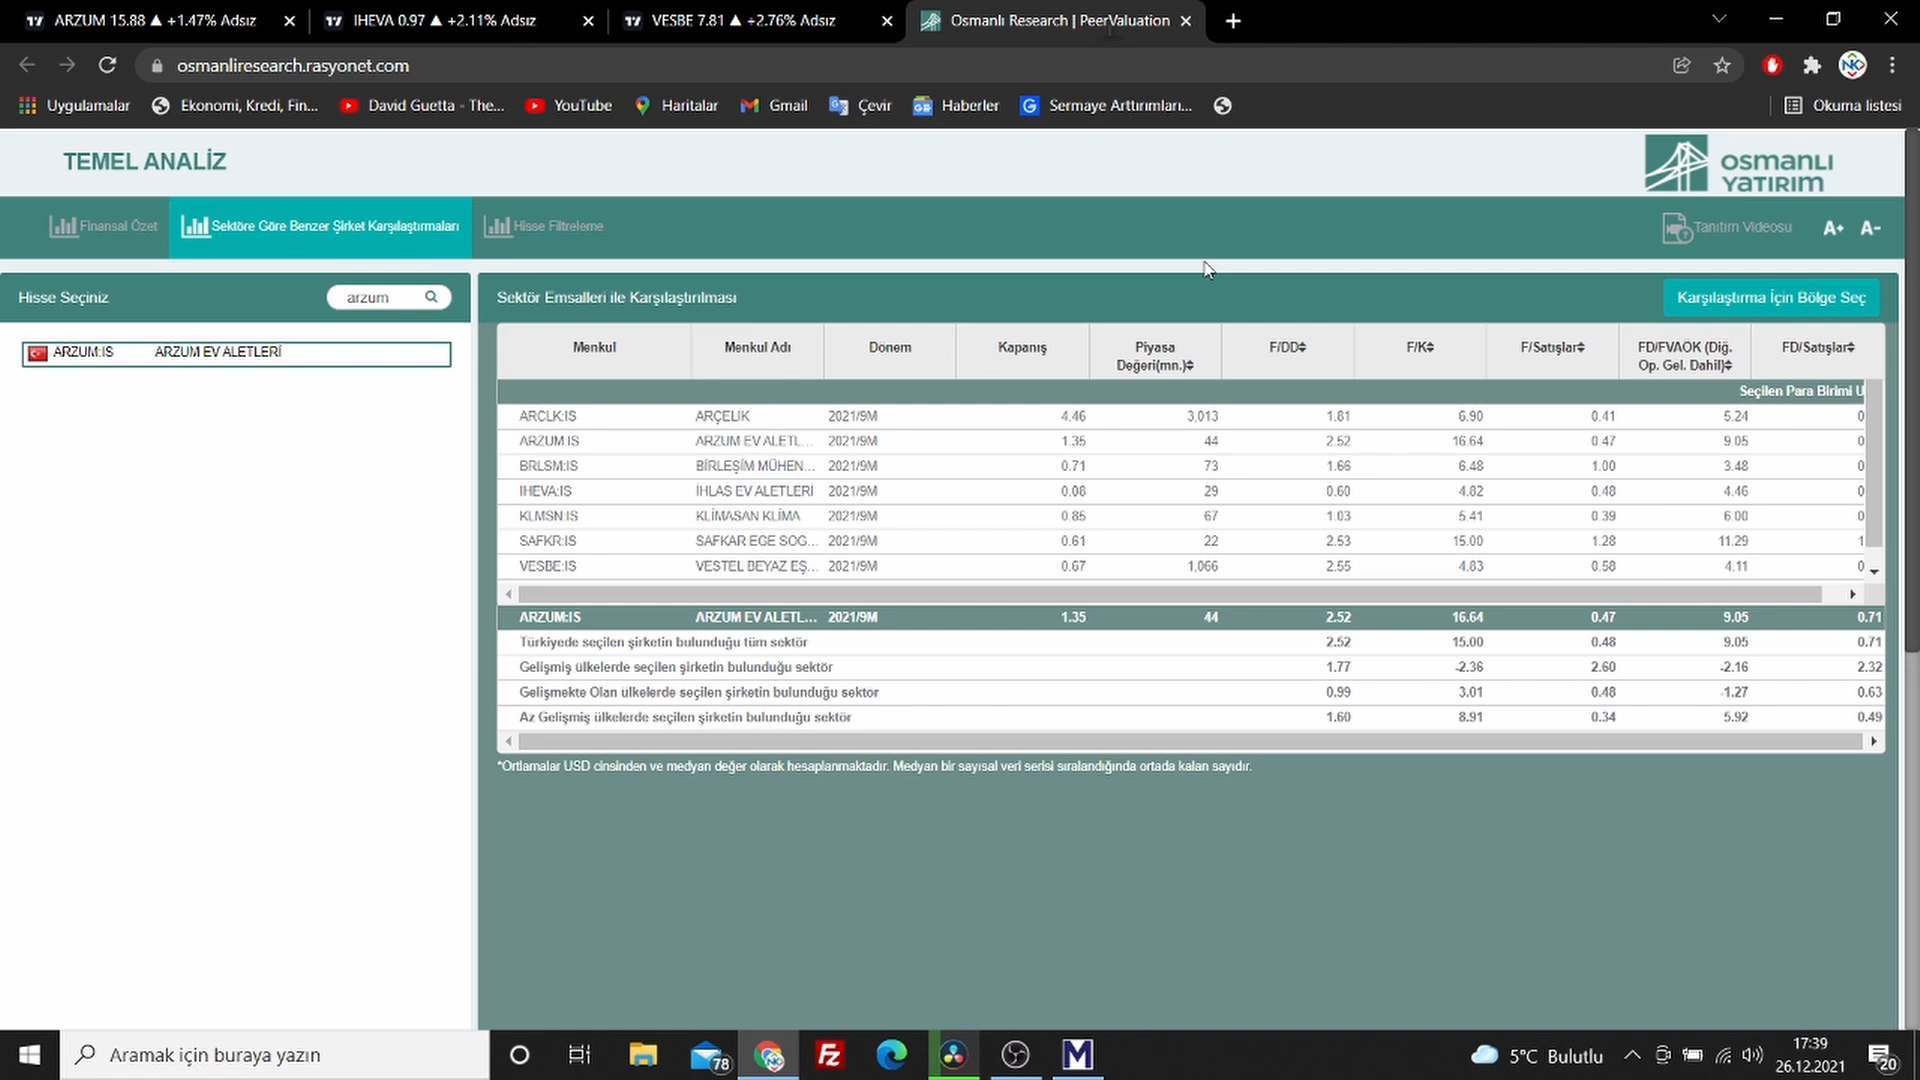 ARZUM 15.88 ▲ +1.47% Adsız
IHEVA 0.97 ▲ +2.11% Adsız
VESBE 7.81 ▲ +2.76% Adsız
Osmanlı Research | PeerValuation
osmanliresearch.rasyonet.com
Uygulamalar
Ekonomi, Kredi, Fin...
David Guetta - The...
YouTube
Haritalar
Gmail
Çevir
Haberler
Sermaye Arttırımları...
Okuma listesi
TEMEL ANALİZ
OSMANLI
YATIRIM
Finansal Özet
Sektöre Göre Benzer Şirket Karşılaştırmaları
Hisse Filtreleme
Tanıtım Videosu
A+ A-
Hisse Seçiniz
arzum
Sektör Emsalleri ile Karşılaştırılması
Karşılaştırma İçin Bölge Seç
ARZUM:IS ARZUM EV ALETLERİ
Menkul Menkul Adı Donem Kapanış Piyasa Değeri(mn.) F/DD F/K F/Satışlar FD/FVAÖK (Diğ. Op. Gel. Dahil) FD/Satışlar
Seçilen Para Birimi U
ARCLK:IS ARÇELİK 2021/9M 4.46 3,013 1.81 6.90 0.41 5.24 0
ARZUM:IS ARZUM EV ALETL... 2021/9M 1.35 44 2.52 16.64 0.47 9.05 0
BRLSM:IS BİRLEŞİM MÜHEN... 2021/9M 0.71 73 1.66 6.48 1.00 3.48 0
IHEVA:IS İHLAS EV ALETLERİ 2021/9M 0.08 29 0.60 4.82 0.48 4.46 0
KLMSN:IS KLİMASAN KLİMA 2021/9M 0.85 67 1.03 5.41 0.39 6.00 0
SAFKR:IS SAFKAR EGE SOG... 2021/9M 0.61 22 2.53 15.00 1.28 11.29 1
VESBE:IS VESTEL BEYAZ EŞ... 2021/9M 0.67 1,066 2.55 4.83 0.58 4.11 0
ARZUM:IS ARZUM EV ALETL... 2021/9M 1.35 44 2.52 16.64 0.47 9.05 0.71
Türkiyede seçilen şirketin bulunduğu tüm sektör 2.52 15.00 0.48 9.05 0.71
Gelişmiş ülkelerde seçilen şirketin bulunduğu sektör 1.77 -2.36 2.60 -2.16 2.32
Gelişmekte Olan ülkelerde seçilen şirketin bulunduğu sektör 0.99 3.01 0.48 -1.27 0.63
Az Gelişmiş ülkelerde seçilen şirketin bulunduğu sektör 1.60 8.91 0.34 5.92 0.49
*Ortlamalar USD cinsinden ve medyan değer olarak hesaplanmaktadır. Medyan bir sayısal veri serisi sıralandığında ortada kalan sayıdır.
Aramak için buraya yazın
78
Fz
M
5°C Bulutlu
17:39
26.12.2021
20